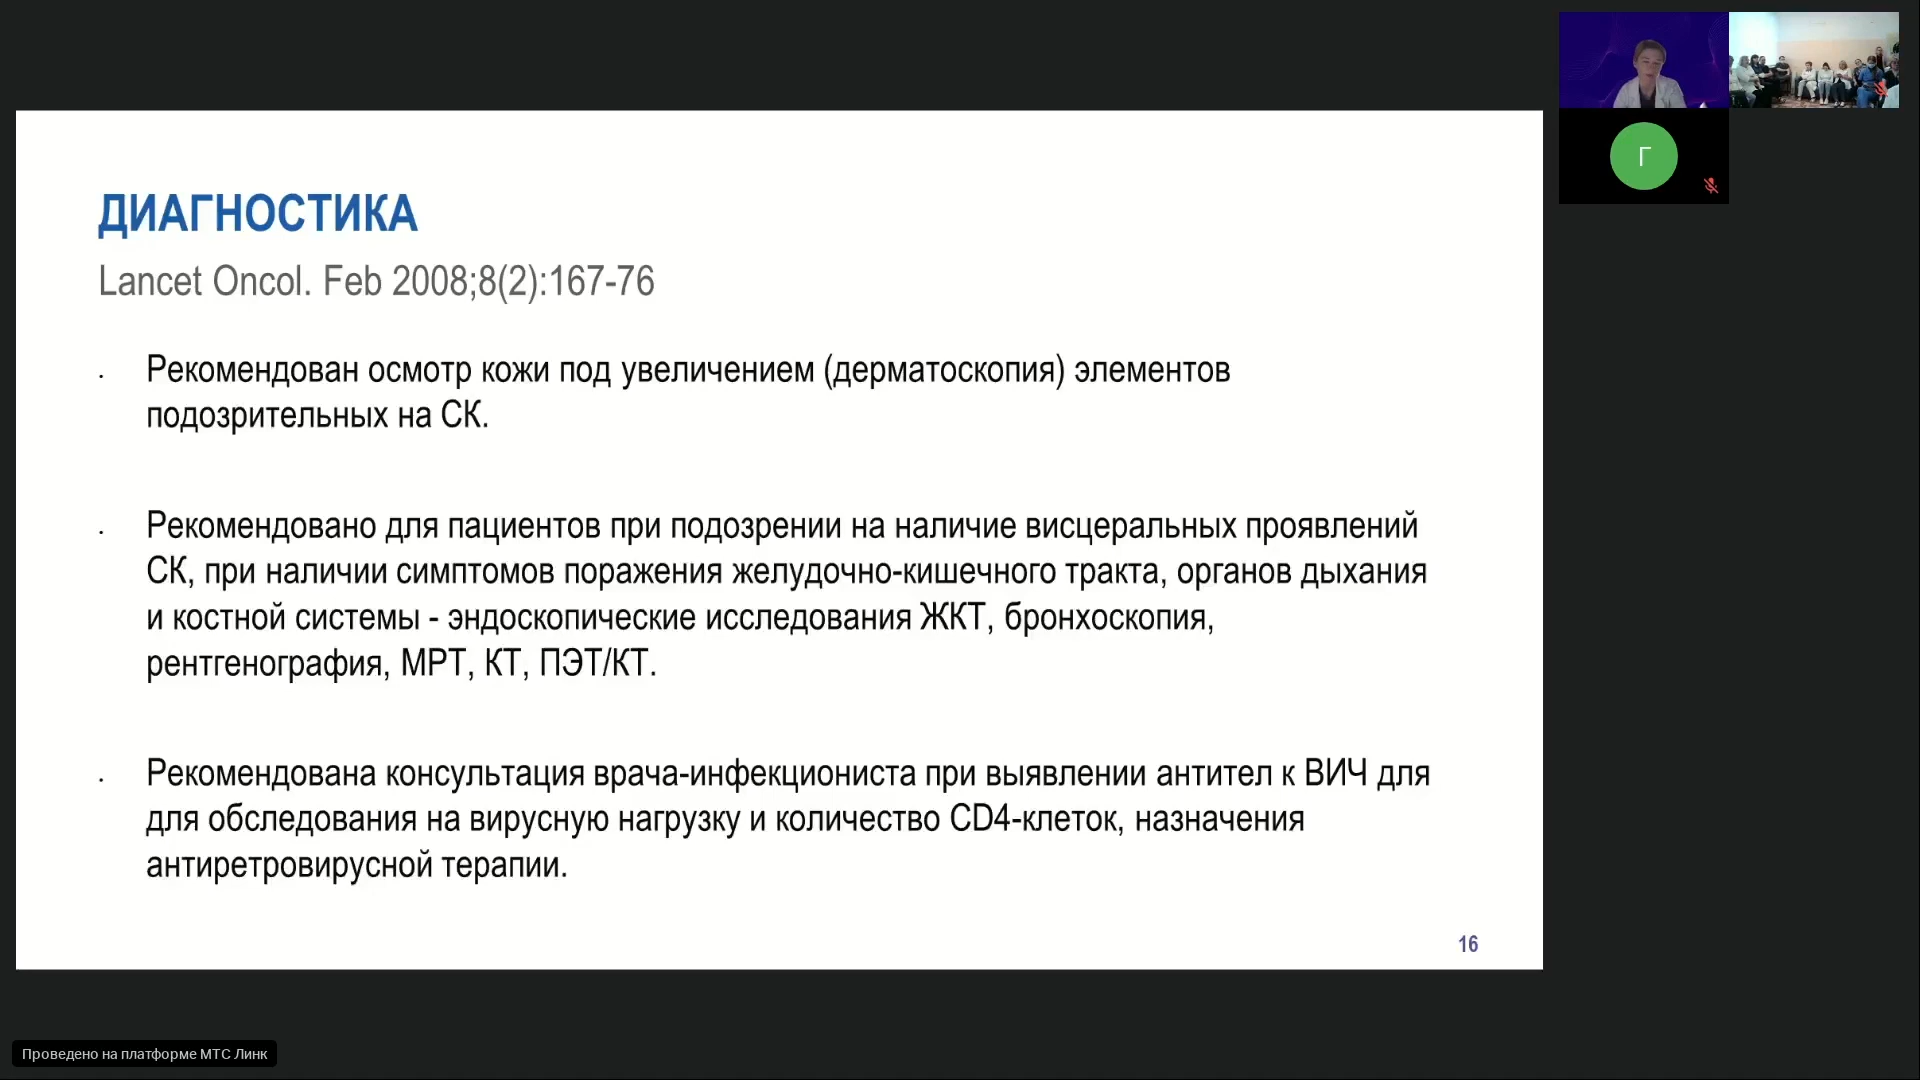 ДИАГНОСТИКА
Lancet Oncol. Feb 2008;8(2):167-76
· Рекомендован осмотр кожи под увеличением (дерматоскопия) элементов
подозрительных на СК.
· Рекомендовано для пациентов при подозрении на наличие висцеральных проявлений
СК, при наличии симптомов поражения желудочно-кишечного тракта, органов дыхания
и костной системы - эндоскопические исследования ЖКТ, бронхоскопия,
рентгенография, МРТ, КТ, ПЭТ/КТ.
· Рекомендована консультация врача-инфекциониста при выявлении антител к ВИЧ для
для обследования на вирусную нагрузку и количество CD4-клеток, назначения
антиретровирусной терапии.
16
Г
Проведено на платформе МТС Линк